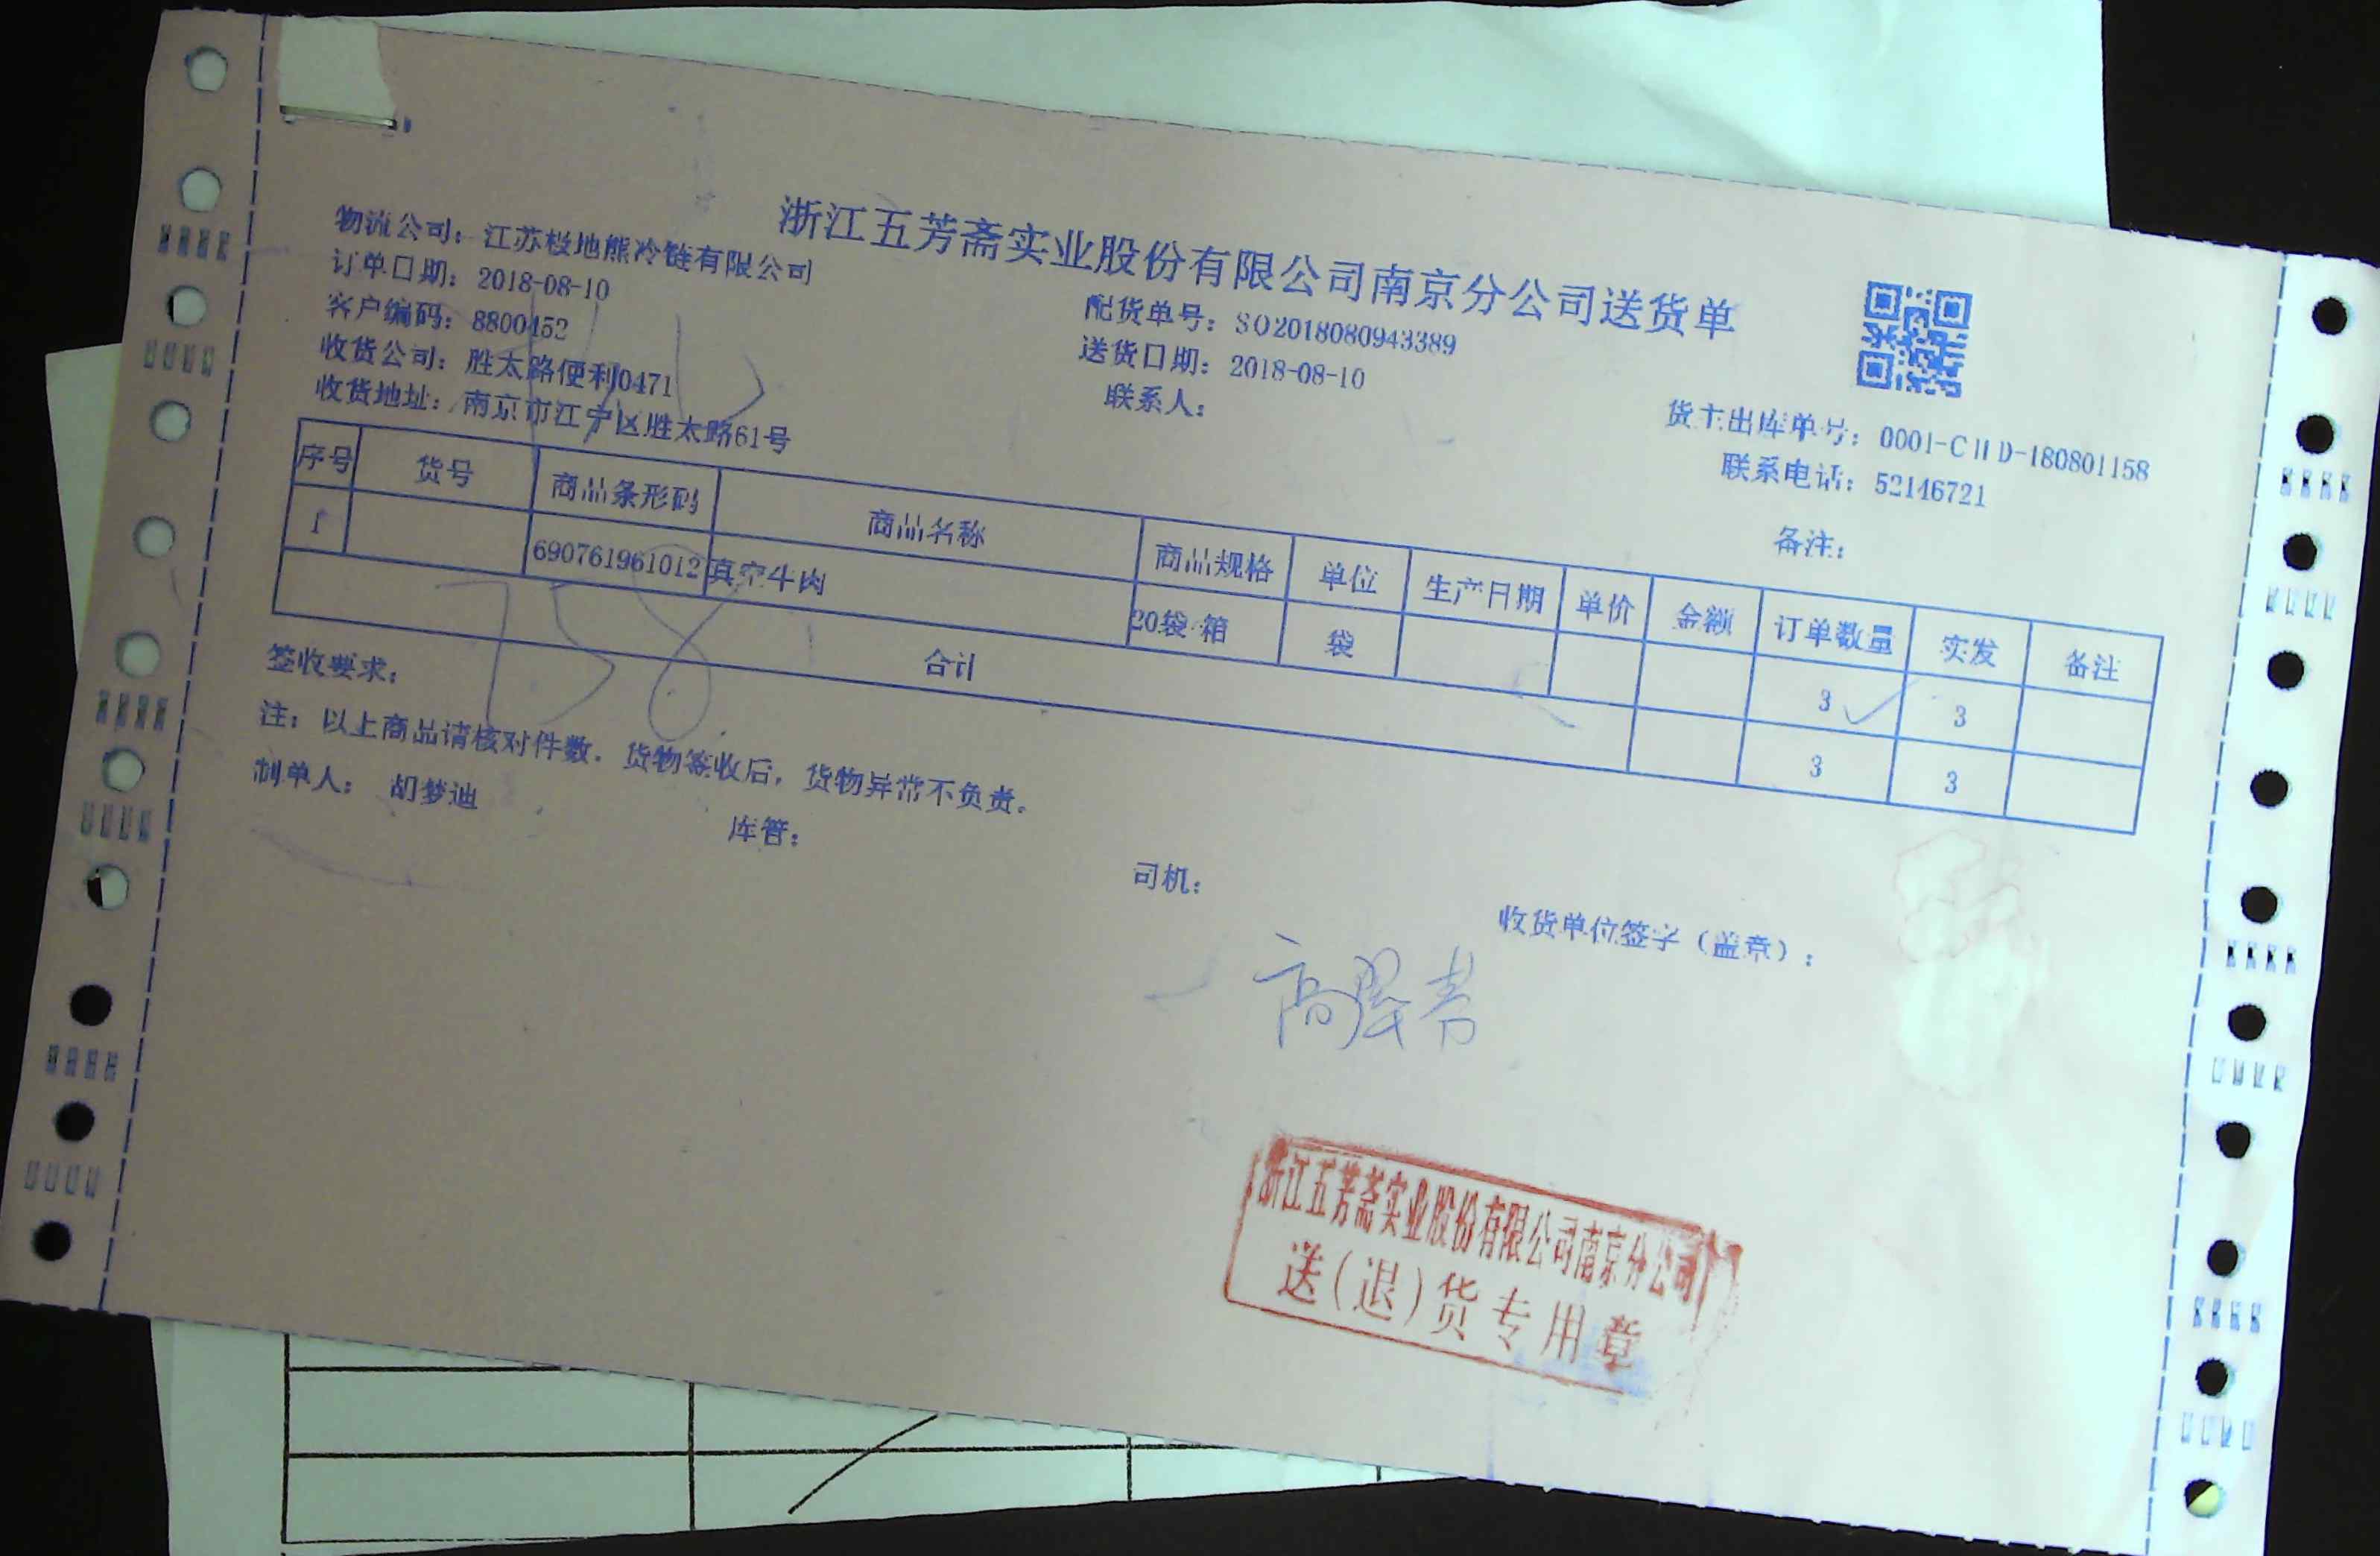 浙江五芳斋实业股份有限公司南京分公司送货单
物流公司：江苏极地熊冷链有限公司
订单日期：2018-08-10 配货单号：SO2018080943389 货主出库单号：0001-CHD-180801158
客户编码：8800452 送货日期：2018-08-10 联系电话：52146721
收货公司：胜太路便利0471 联系人： 备注：
收货地址：南京市江宁区胜太路61号
序号 货号 商品条形码 商品名称 商品规格 单位 生产日期 单价 金额 订单数量 实发 备注
1 690761961012 真空牛肉 20袋/箱 袋 3 3
合计 3 3
签收要求：
注：以上商品请核对件数。货物签收后，货物异常不负责。
制单人： 胡梦迪 库管： 司机： 收货单位签字（盖章）：
浙江五芳斋实业股份有限公司南京分公司
送(退)货专用章